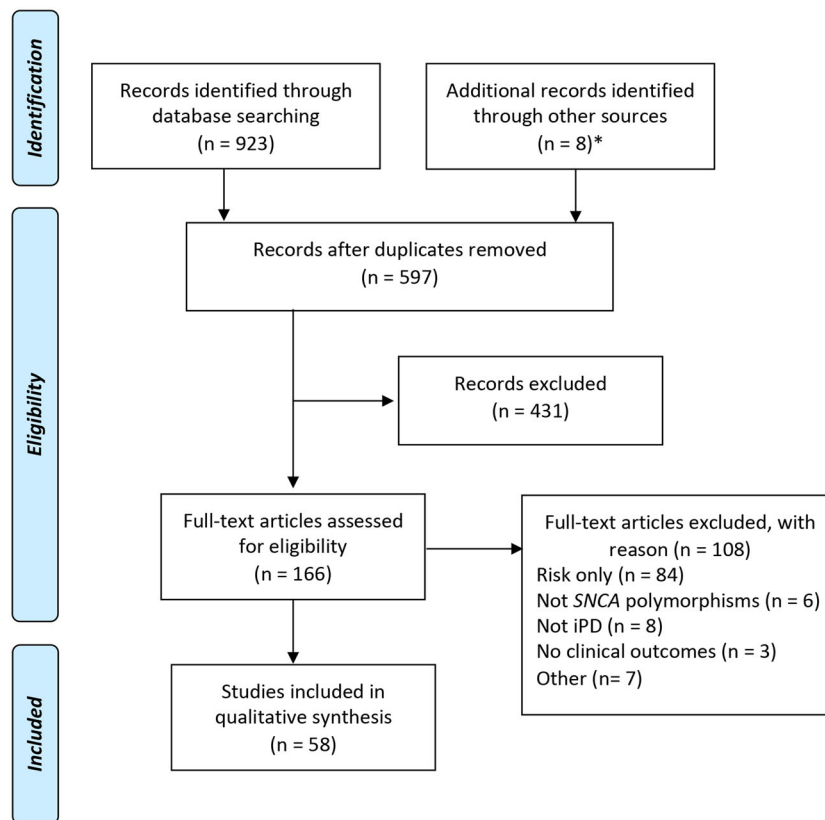 Identification
Records identified through
database searching
(n = 923)
Additional records identified
through other sources
(n = 8)*
Eligibility
Records after duplicates removed
(n = 597)
Records excluded
(n = 431)
Full-text articles assessed
for eligibility
(n = 166)
Full-text articles excluded, with
reason (n = 108)
Risk only (n = 84)
Not SNCA polymorphisms (n = 6)
Not iPD (n = 8)
No clinical outcomes (n = 3)
Other (n= 7)
Included
Studies included in
qualitative synthesis
(n = 58)